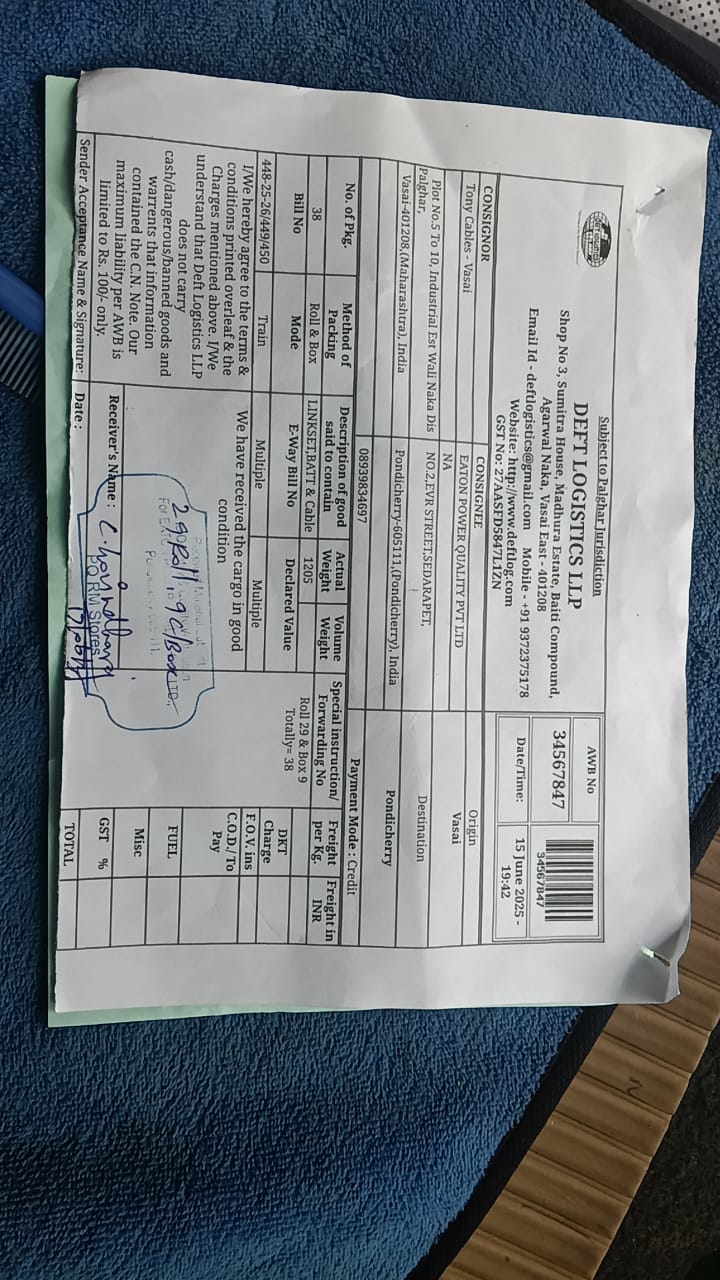 Subject to Palghar Jurisdiction
DEFT LOGISTICS LLP
Shop No 3, Sumitra House, Madhura Estate, Baiti Compound,
Agarwal Naka, Vasai East - 401208
Email Id - deftlogistics@gmail.com Mobile - +91 9372375178
Website: http://www.deftlog.com
GST No: 27AASFD5847L1ZN
AWB No
34567847
34567847
Date/Time:
15 June 2025 -
19:42
CONSIGNOR
CONSIGNEE
Origin
Tony Cables - Vasai
EATON POWER QUALITY PVT LTD
Vasai
NA
Plot No.5 To 10, Industrial Est Wali Naka Dis
Palghar,
NO.2,EVR STREET,SEDARAPET,
Destination
Vasai-401208,(Maharashtra), India
Pondicherry-605111,(Pondicherry), India
Pondicherry
08939834697
Payment Mode : Credit
No. of Pkg.
Method of
Packing
Description of good
said to contain
Actual
Weight
Volume
Weight
Special instruction/
Forwarding No
Freight
per Kg.
Freight in
INR
38
Roll & Box
LINKSET,BATT & Cable
1205
Roll 29 & Box 9
Totally= 38
Bill No
Mode
E-Way Bill No
Declared Value
DKT
Charge
448-25-26/449/450
Train
Multiple
Multiple
F.O.V. ins
C.O.D./To
Pay
I/We hereby agree to the terms &
conditions printed overleaf & the
Charges mentioned above. I/We
understand that Deft Logistics LLP
does not carry
cash/dangerous/banned goods and
warrants that information
contained the C.N. Note. Our
maximum liability per AWB is
limited to Rs. 100/- only.
We have received the cargo in good
condition
29 Roll 9 C/Box
FUEL
Misc
Receiver's Name :
PO RM Stores
GST %
Sender Acceptance Name & Signature:
Date :
TOTAL